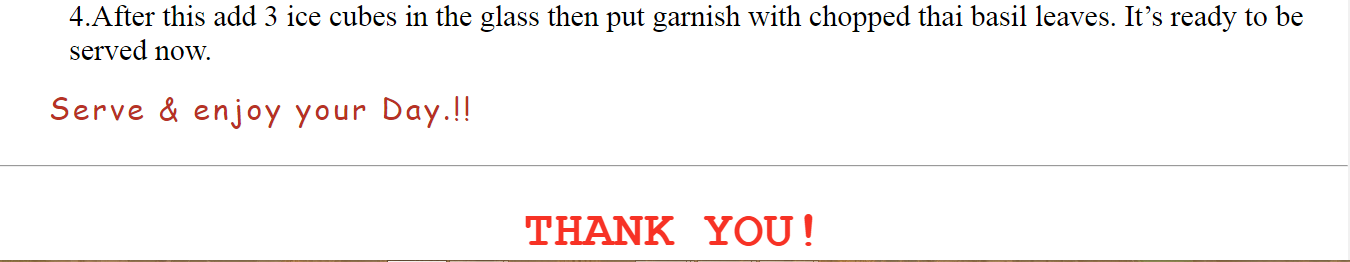 4.After this add 3 ice cubes in the glass then put garnish with chopped thai basil leaves. It’s ready to be
served now.
Serve & enjoy your Day.!!
THANK YOU!